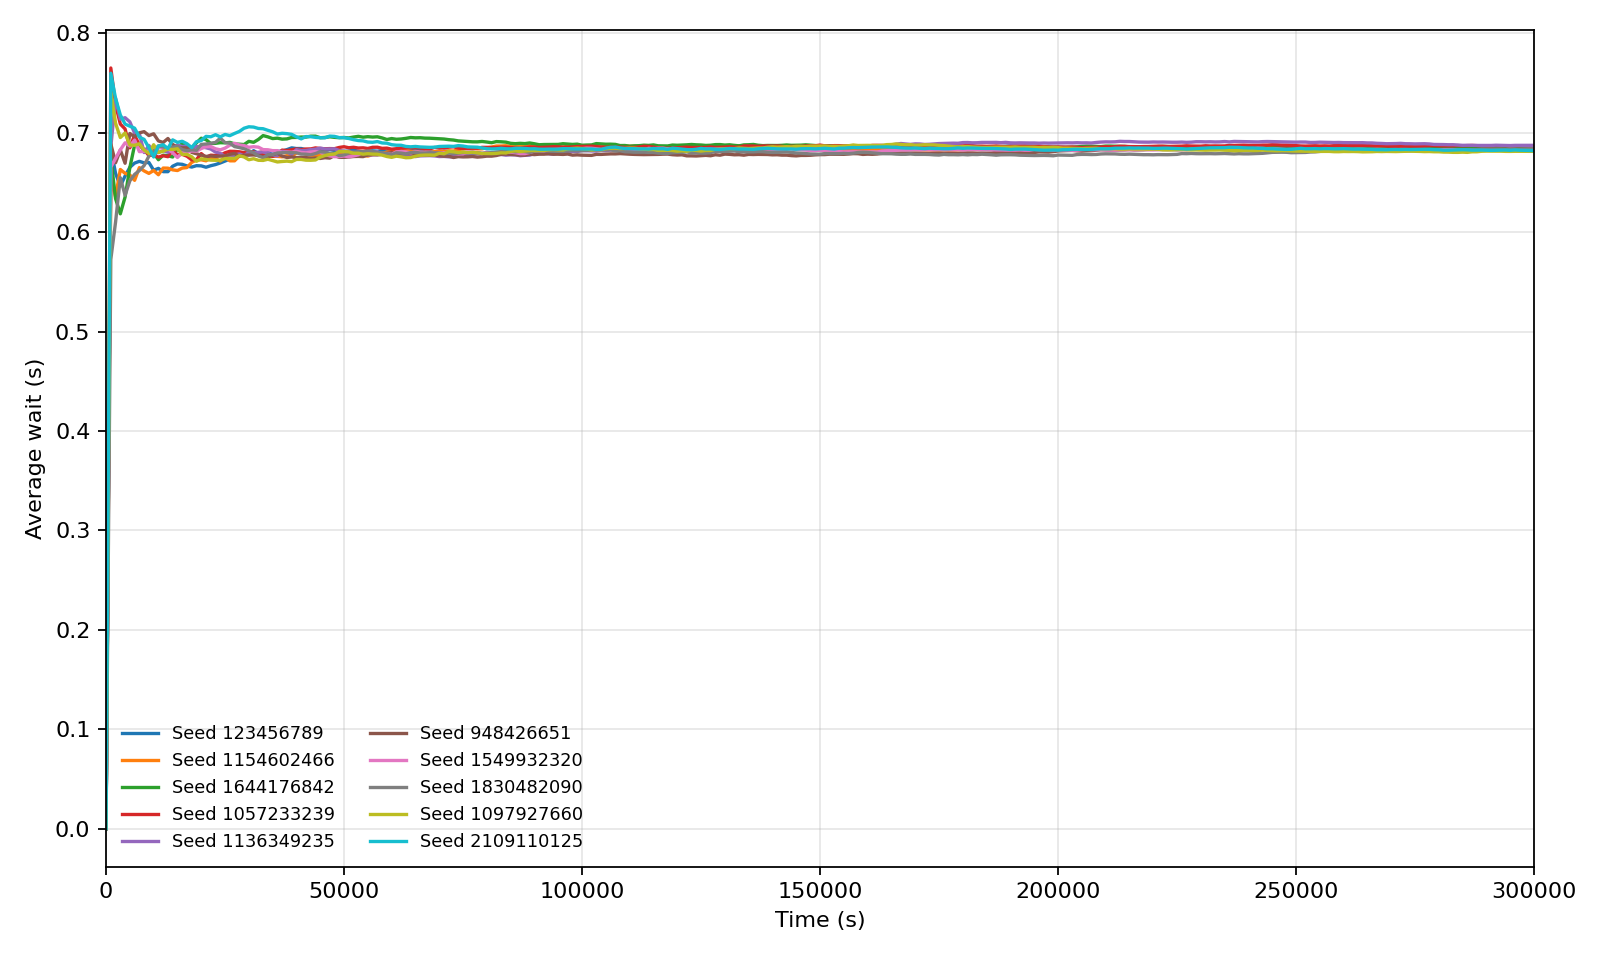 0.8
0.7
0.6
0.5
0.4
0.3
0.2
0.1
0.0
Average wait (s)
Seed 123456789
Seed 1154602466
Seed 1644176842
Seed 1057233239
Seed 1136349235
Seed 948426651
Seed 1549932320
Seed 1830482090
Seed 1097927660
Seed 2109110125
0 50000 100000 150000 200000 250000 300000
Time (s)